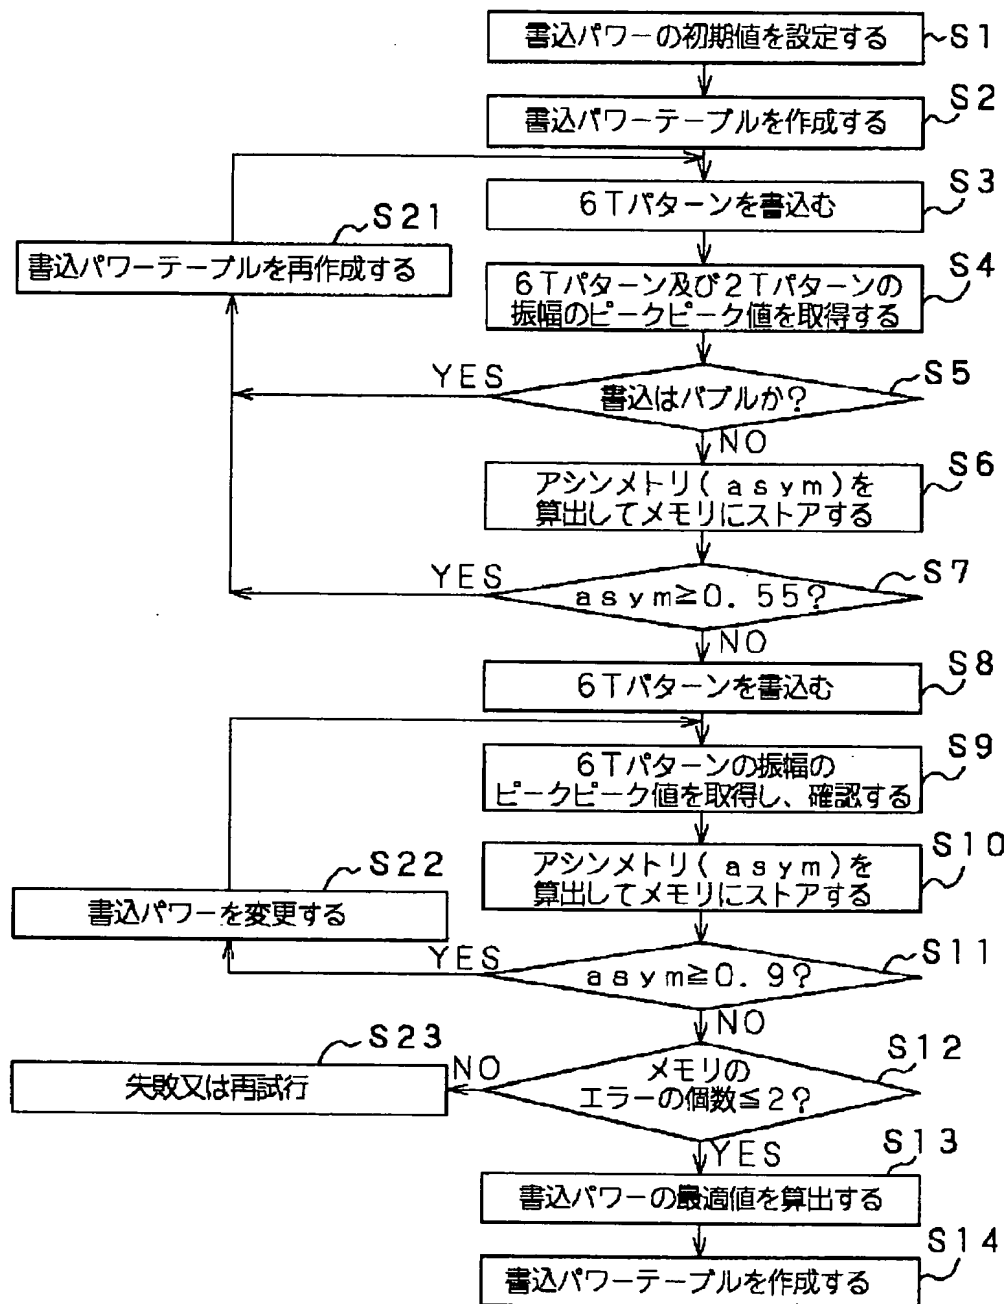 書込パワーの初期値を設定する
S1
書込パワーテーブルを作成する
S2
6Tパターンを書込む
S3
S21
書込パワーテーブルを再作成する
6Tパターン及び2Tパターンの
振幅のピークピーク値を取得する
S4
YES
書込はバブルか?
S5
NO
アシンメトリ(asym)を
算出してメモリにストアする
S6
YES
asym≧0.55?
S7
NO
6Tパターンを書込む
S8
6Tパターンの振幅の
ピークピーク値を取得し、確認する
S9
アシンメトリ(asym)を
算出してメモリにストアする
S10
S22
書込パワーを変更する
YES
asym≧0.9?
S11
NO
S23
失敗又は再試行
NO
メモリの
エラーの個数≦2?
S12
YES
書込パワーの最適値を算出する
S13
書込パワーテーブルを作成する
S14